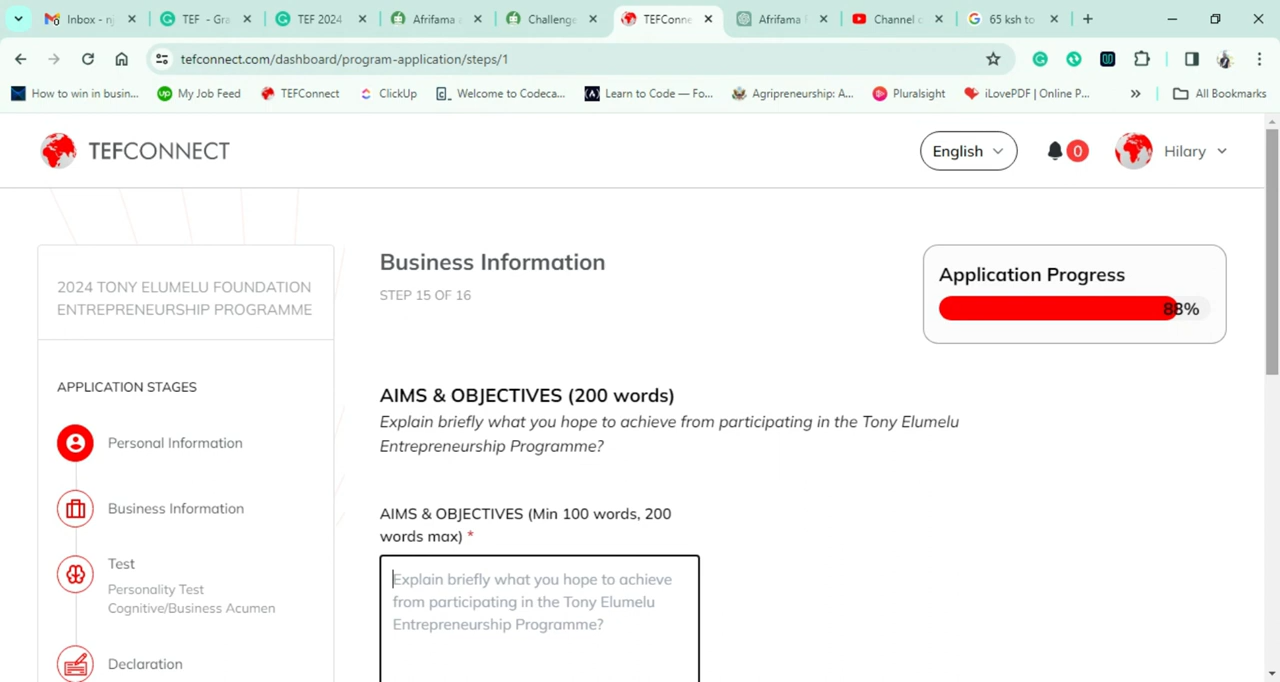 Inbox - nj
TEF - Gra
TEF 2024
Afrifama
Challenge
TEFConne
Afrifama
Channel
65 ksh to
tefconnect.com/dashboard/program-application/steps/1
How to win in busin...
My Job Feed
TEFConnect
ClickUp
Welcome to Codeca...
Learn to Code — Fo...
Agripreneurship: A...
Pluralsight
iLovePDF | Online P...
All Bookmarks
TEFCONNECT
English
0
Hilary
2024 TONY ELUMELU FOUNDATION
ENTREPRENEURSHIP PROGRAMME
APPLICATION STAGES
Personal Information
Business Information
Test
Personality Test
Cognitive/Business Acumen
Declaration
Business Information
STEP 15 OF 16
Application Progress
88%
AIMS & OBJECTIVES (200 words)
Explain briefly what you hope to achieve from participating in the Tony Elumelu
Entrepreneurship Programme?
AIMS & OBJECTIVES (Min 100 words, 200
words max) *
Explain briefly what you hope to achieve
from participating in the Tony Elumelu
Entrepreneurship Programme?